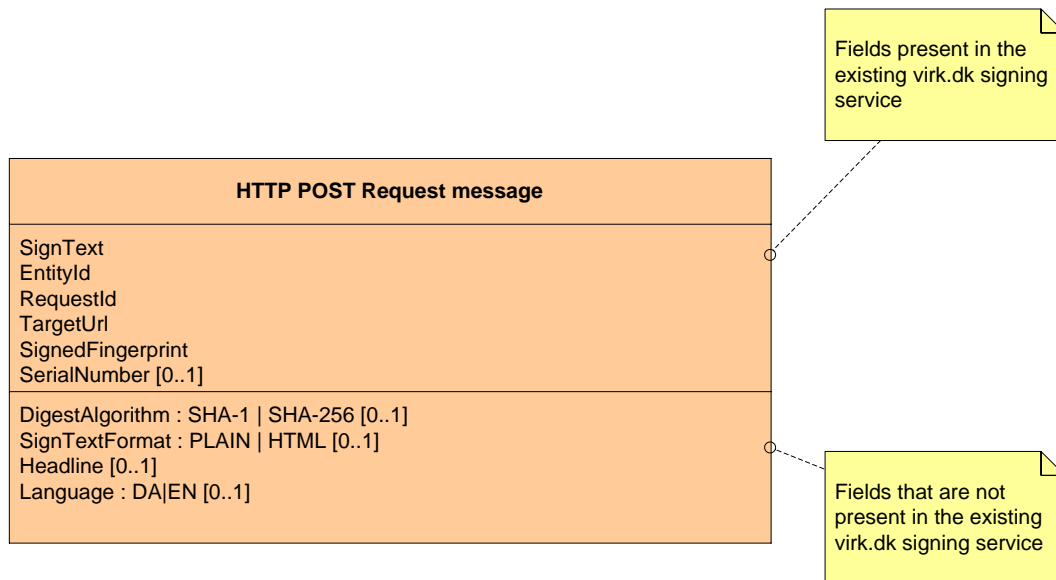 Fields present in the
existing virk.dk signing
service
HTTP POST Request message
SignText
EntityId
RequestId
TargetUrl
SignedFingerprint
SerialNumber [0..1]
DigestAlgorithm : SHA-1 | SHA-256 [0..1]
SignTextFormat : PLAIN | HTML [0..1]
Headline [0..1]
Language : DA|EN [0..1]
Fields that are not
present in the existing
virk.dk signing service